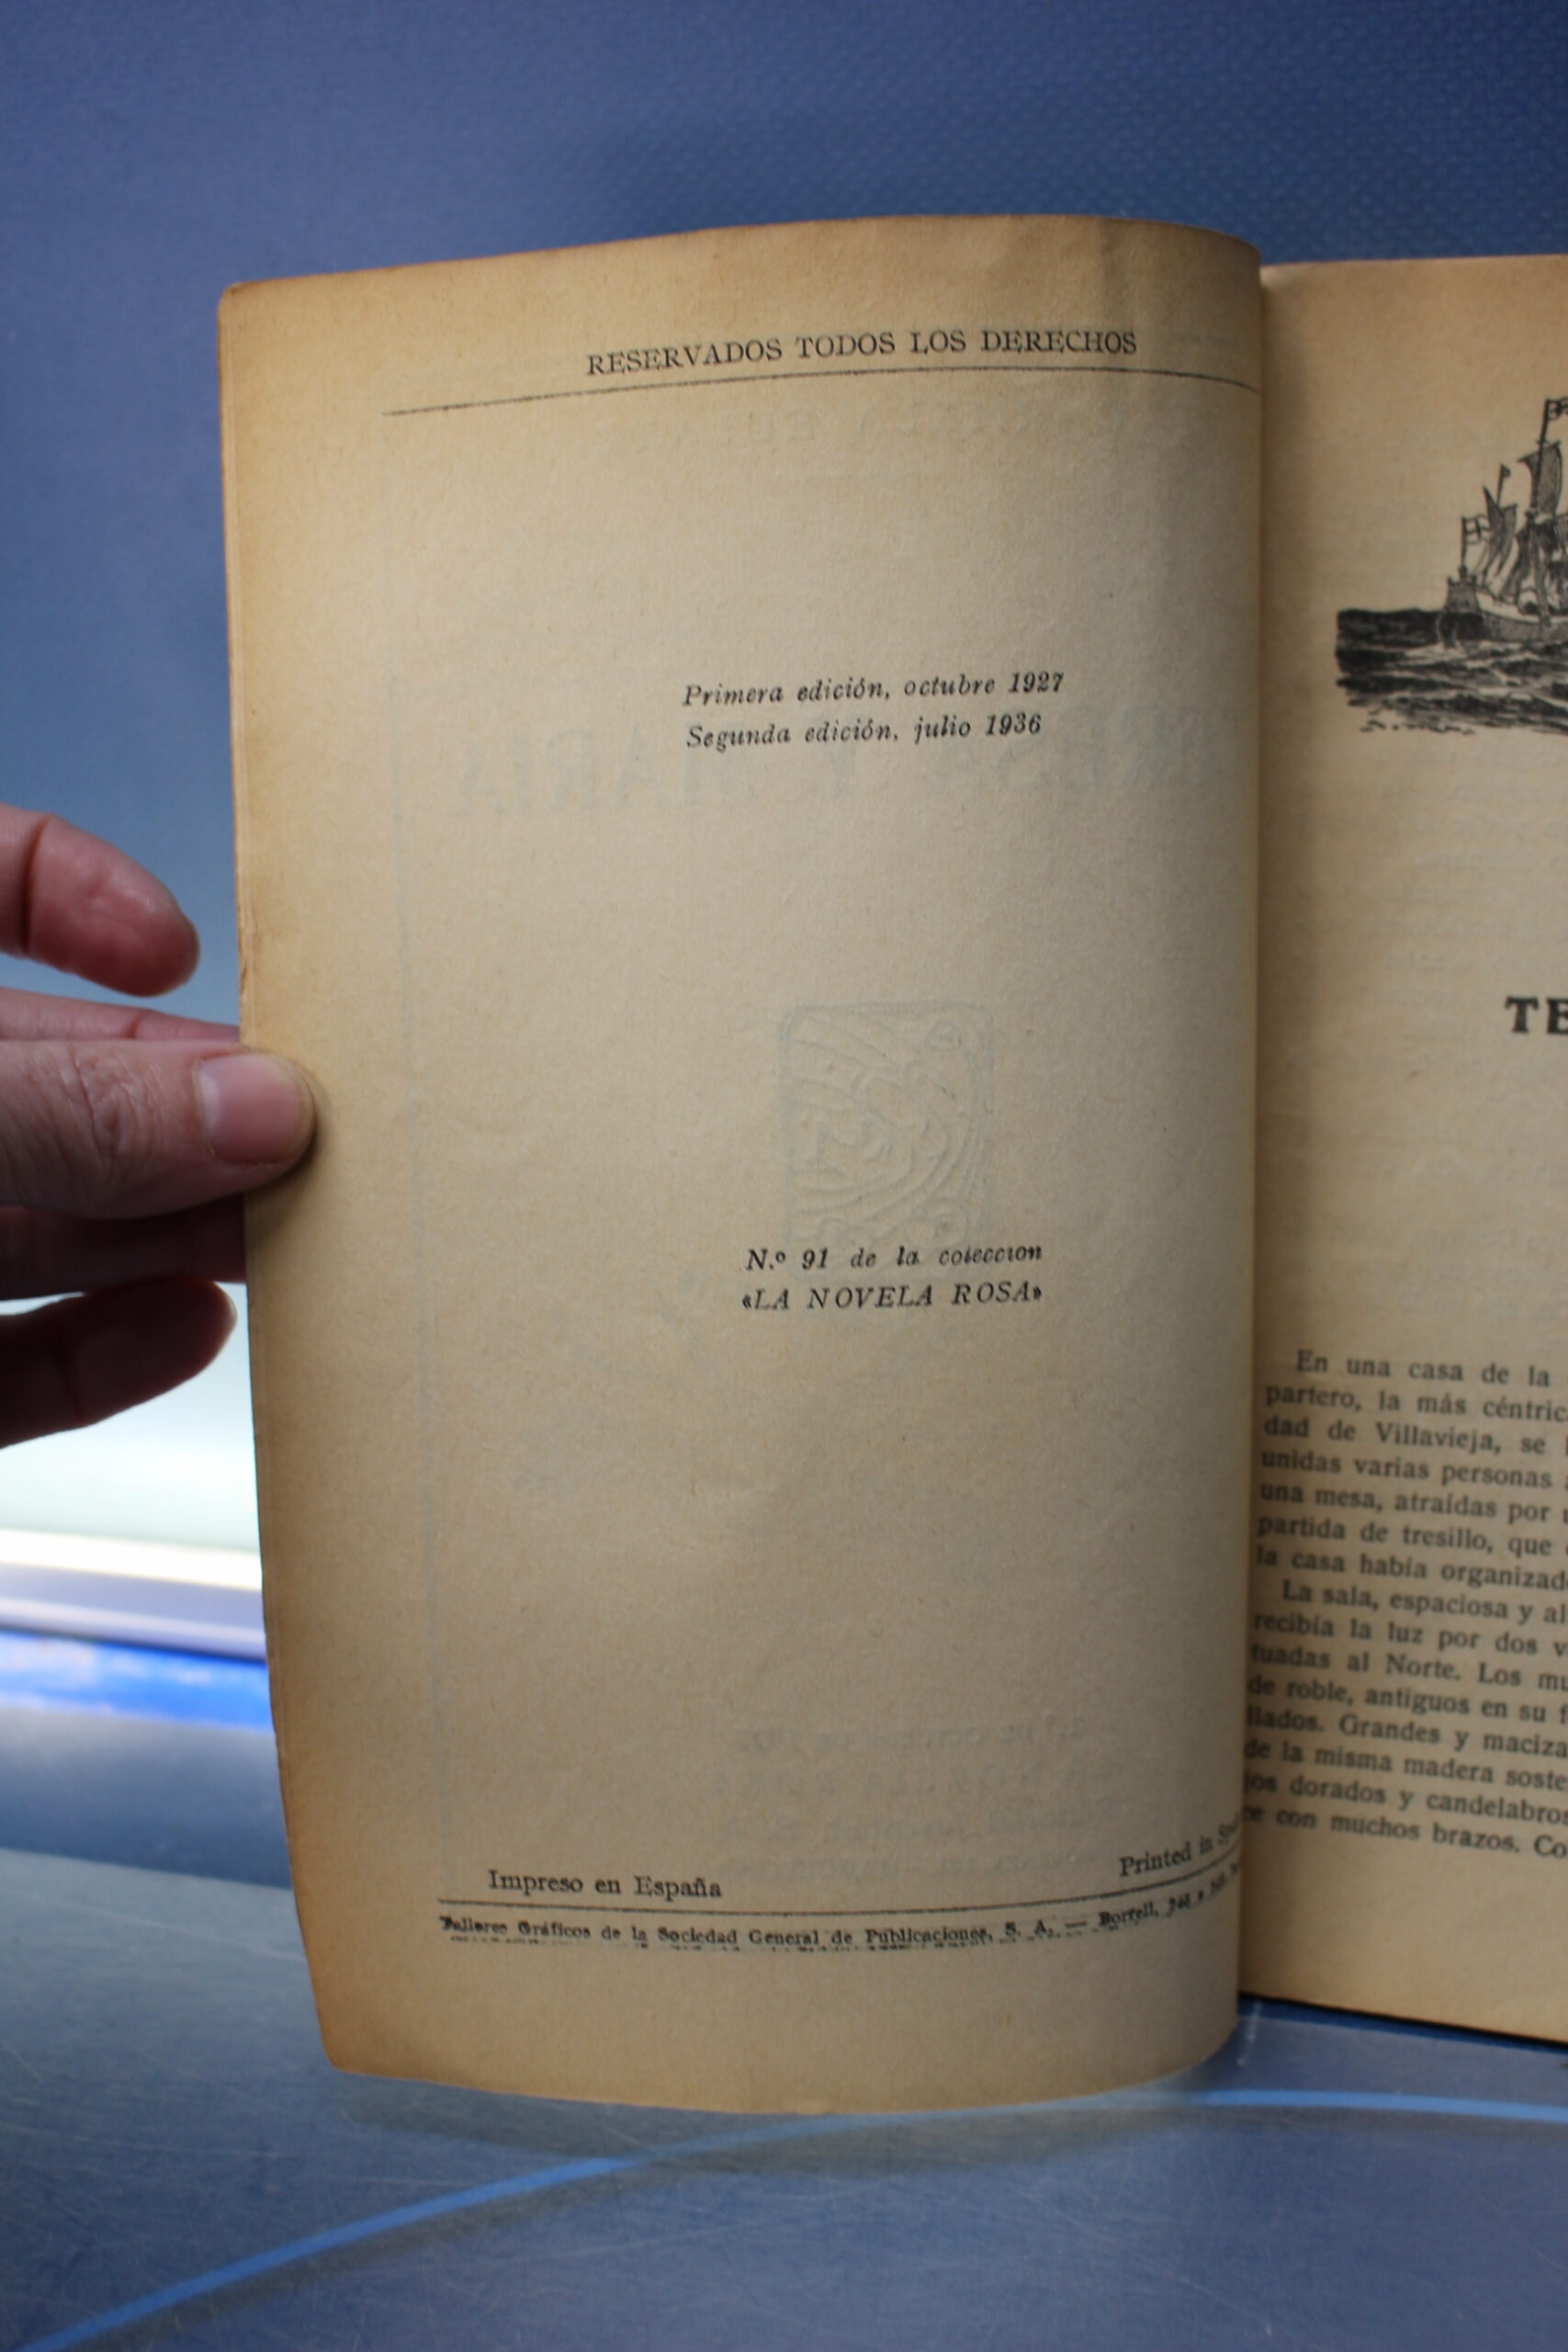 RESERVADOS TODOS LOS DERECHOS
Primera edición, octubre 1927
Segunda edición, julio 1936
N.º 91 de la coleccion
«LA NOVELA ROSA»
Impreso en España
Printed in
Talleres Gráficos de la Sociedad General de Publicaciones, S. A. — Borrell,
TE
En una casa de la
partero, la más céntric
dad de Villavieja, se
unidas varias personas
una mesa, atraídas por
partida de tresillo, que
la casa había organizad
La sala, espaciosa y al
recibía la luz por dos v
tuadas al Norte. Los mu
de roble, antiguos en su f
llados. Grandes y maciza
de la misma madera soste
jos dorados y candelabros
ce con muchos brazos. Co